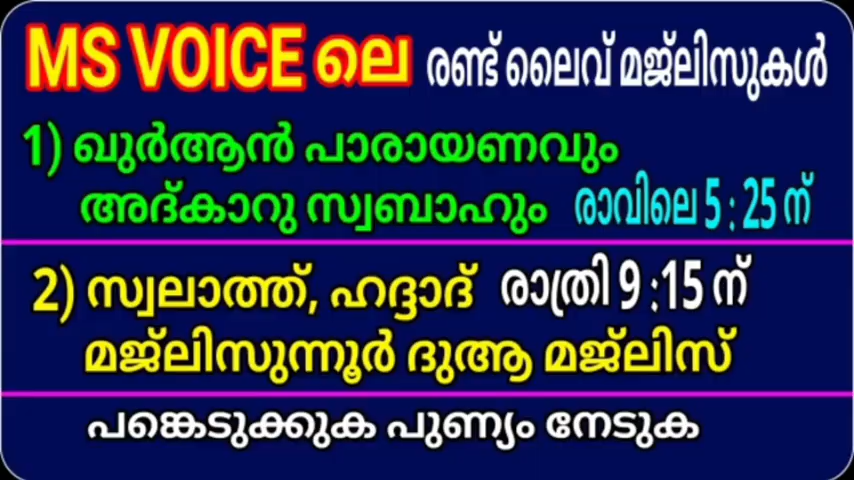 MS VOICE ലെ രണ്ട് ലൈവ് മജ്ലിസുകൾ
1) ഖുർആൻ പാരായണവും
അദ്കാറു സ്വബാഹും രാവിലെ 5 : 25 ന്
2) സ്വലാത്ത്, ഹദ്ദാദ് രാത്രി 9 :15 ന്
മജ്ലിസുന്നൂർ ദുആ മജ്ലിസ്
പങ്കെടുക്കുക പുണ്യം നേടുക